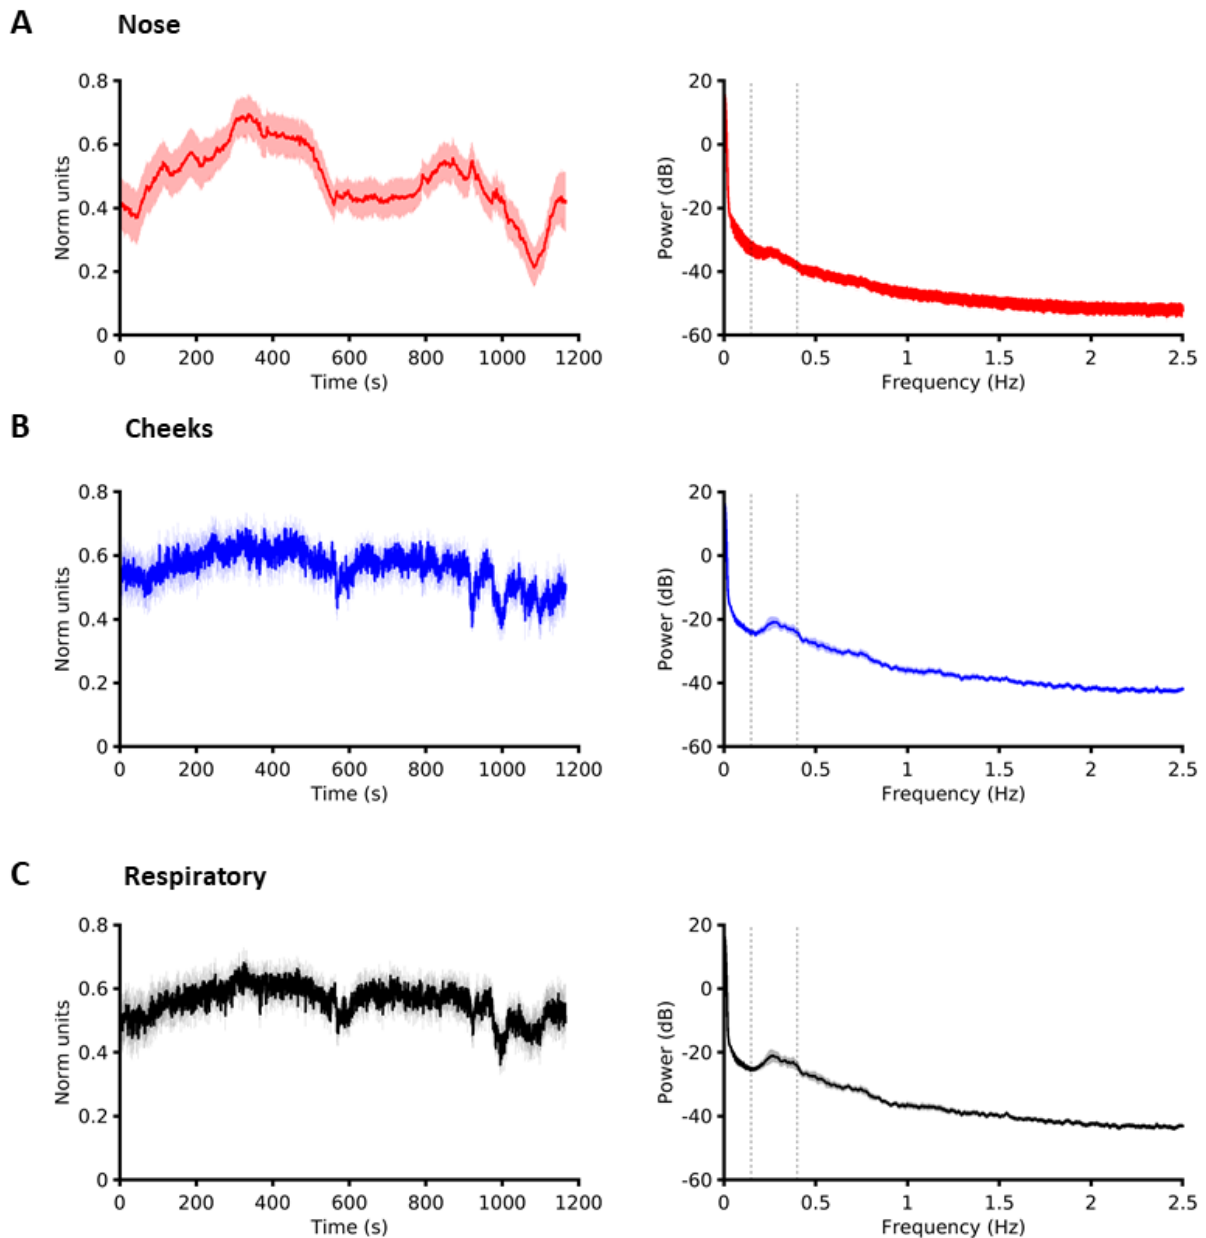 A Nose
0.8
0.6
0.4
0.2
0
Norm units
0 200 400 600 800 1000 1200
Time (s)
20
0
-20
-40
-60
Power (dB)
0 0.5 1 1.5 2 2.5
Frequency (Hz)
B Cheeks
0.8
0.6
0.4
0.2
0
Norm units
0 200 400 600 800 1000 1200
Time (s)
20
0
-20
-40
-60
Power (dB)
0 0.5 1 1.5 2 2.5
Frequency (Hz)
C Respiratory
0.8
0.6
0.4
0.2
0
Norm units
0 200 400 600 800 1000 1200
Time (s)
20
0
-20
-40
-60
Power (dB)
0 0.5 1 1.5 2 2.5
Frequency (Hz)